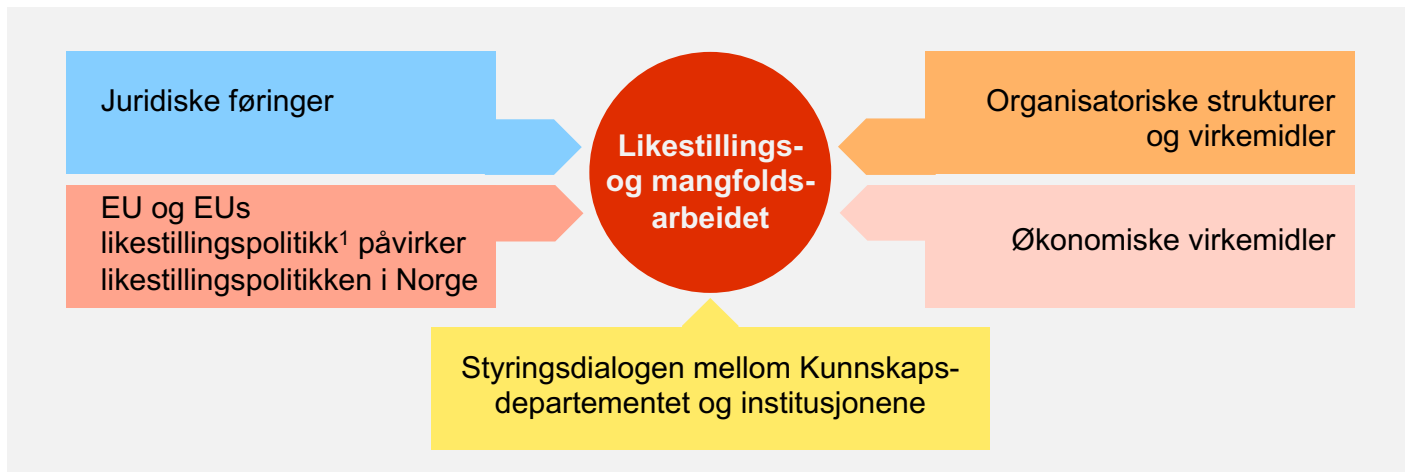 Juridiske føringer
EU og EUs
likestillingspolitikk¹ påvirker
likestillingspolitikken i Norge
Likestillings-
og mangfolds-
arbeidet
Organisatoriske strukturer
og virkemidler
Økonomiske virkemidler
Styringsdialogen mellom Kunnskaps-
departementet og institusjonene